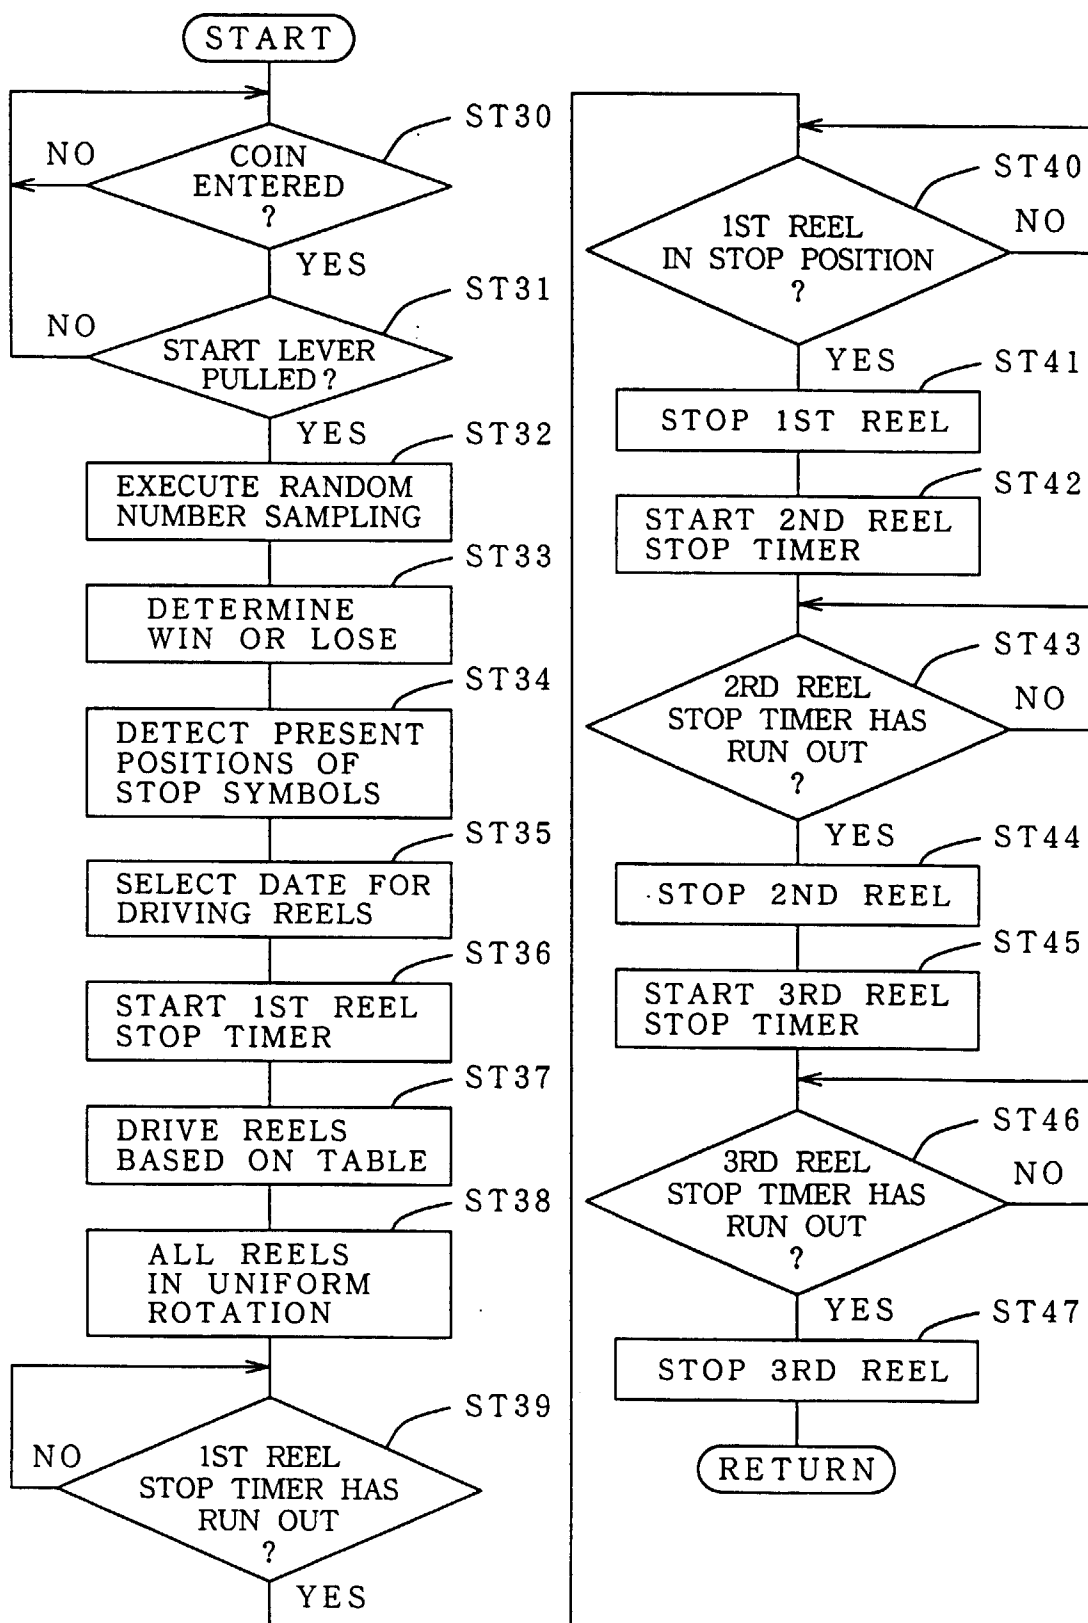 START
ST30
NO
COIN
ENTERED
?
YES
ST31
NO
START LEVER
PULLED?
YES
ST32
EXECUTE RANDOM
NUMBER SAMPLING
ST33
DETERMINE
WIN OR LOSE
ST34
DETECT PRESENT
POSITIONS OF
STOP SYMBOLS
ST35
SELECT DATE FOR
DRIVING REELS
ST36
START 1ST REEL
STOP TIMER
ST37
DRIVE REELS
BASED ON TABLE
ST38
ALL REELS
IN UNIFORM
ROTATION
ST39
NO
1ST REEL
STOP TIMER HAS
RUN OUT
?
YES
ST40
NO
1ST REEL
IN STOP POSITION
?
YES
ST41
STOP 1ST REEL
ST42
START 2ND REEL
STOP TIMER
ST43
NO
2RD REEL
STOP TIMER HAS
RUN OUT
?
YES
ST44
STOP 2ND REEL
ST45
START 3RD REEL
STOP TIMER
ST46
NO
3RD REEL
STOP TIMER HAS
RUN OUT
?
YES
ST47
STOP 3RD REEL
RETURN